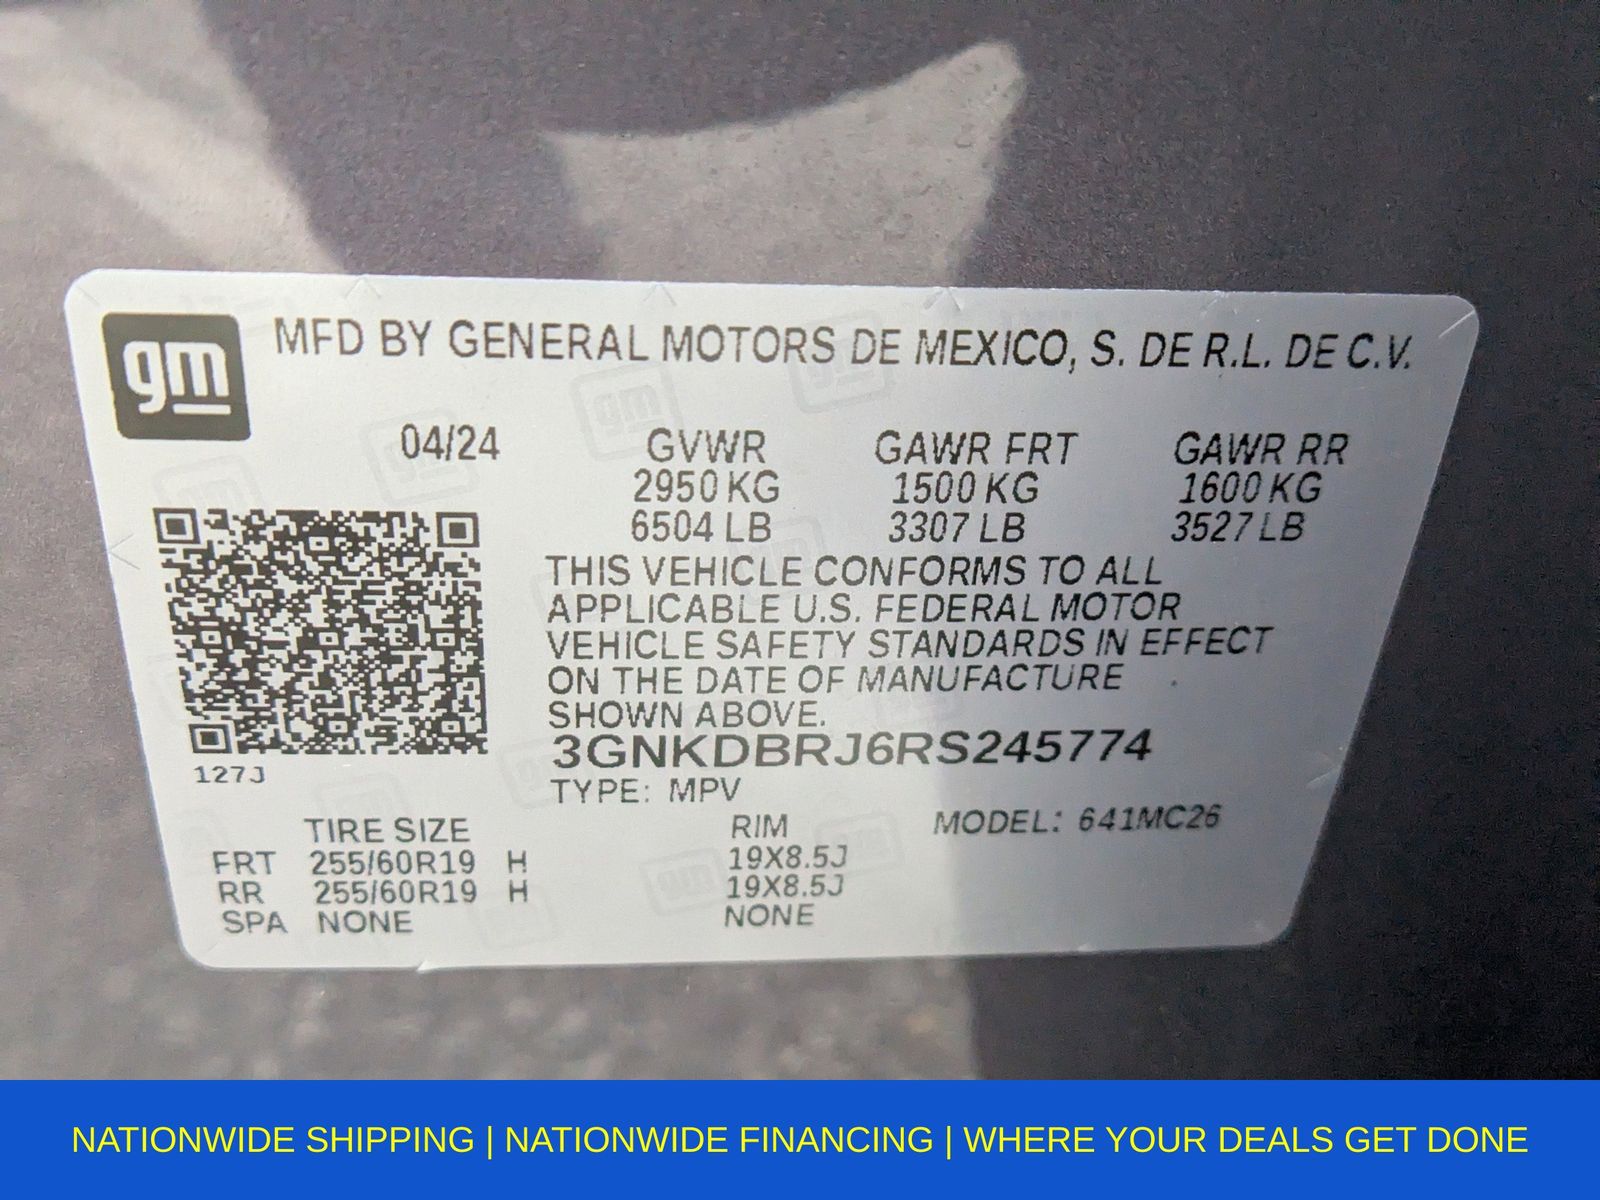 gm
MFD BY GENERAL MOTORS DE MEXICO, S. DE R.L. DE C.V.
04/24
GVWR GAWR FRT GAWR RR
2950 KG 1500 KG 1600 KG
6504 LB 3307 LB 3527 LB
THIS VEHICLE CONFORMS TO ALL
APPLICABLE U.S. FEDERAL MOTOR
VEHICLE SAFETY STANDARDS IN EFFECT
ON THE DATE OF MANUFACTURE
SHOWN ABOVE.
3GNKDBRJ6RS245774
127J
TYPE: MPV
TIRE SIZE RIM MODEL: 641MC26
FRT 255/60R19 H 19X8.5J
RR 255/60R19 H 19X8.5J
SPA NONE NONE
NATIONWIDE SHIPPING | NATIONWIDE FINANCING | WHERE YOUR DEALS GET DONE